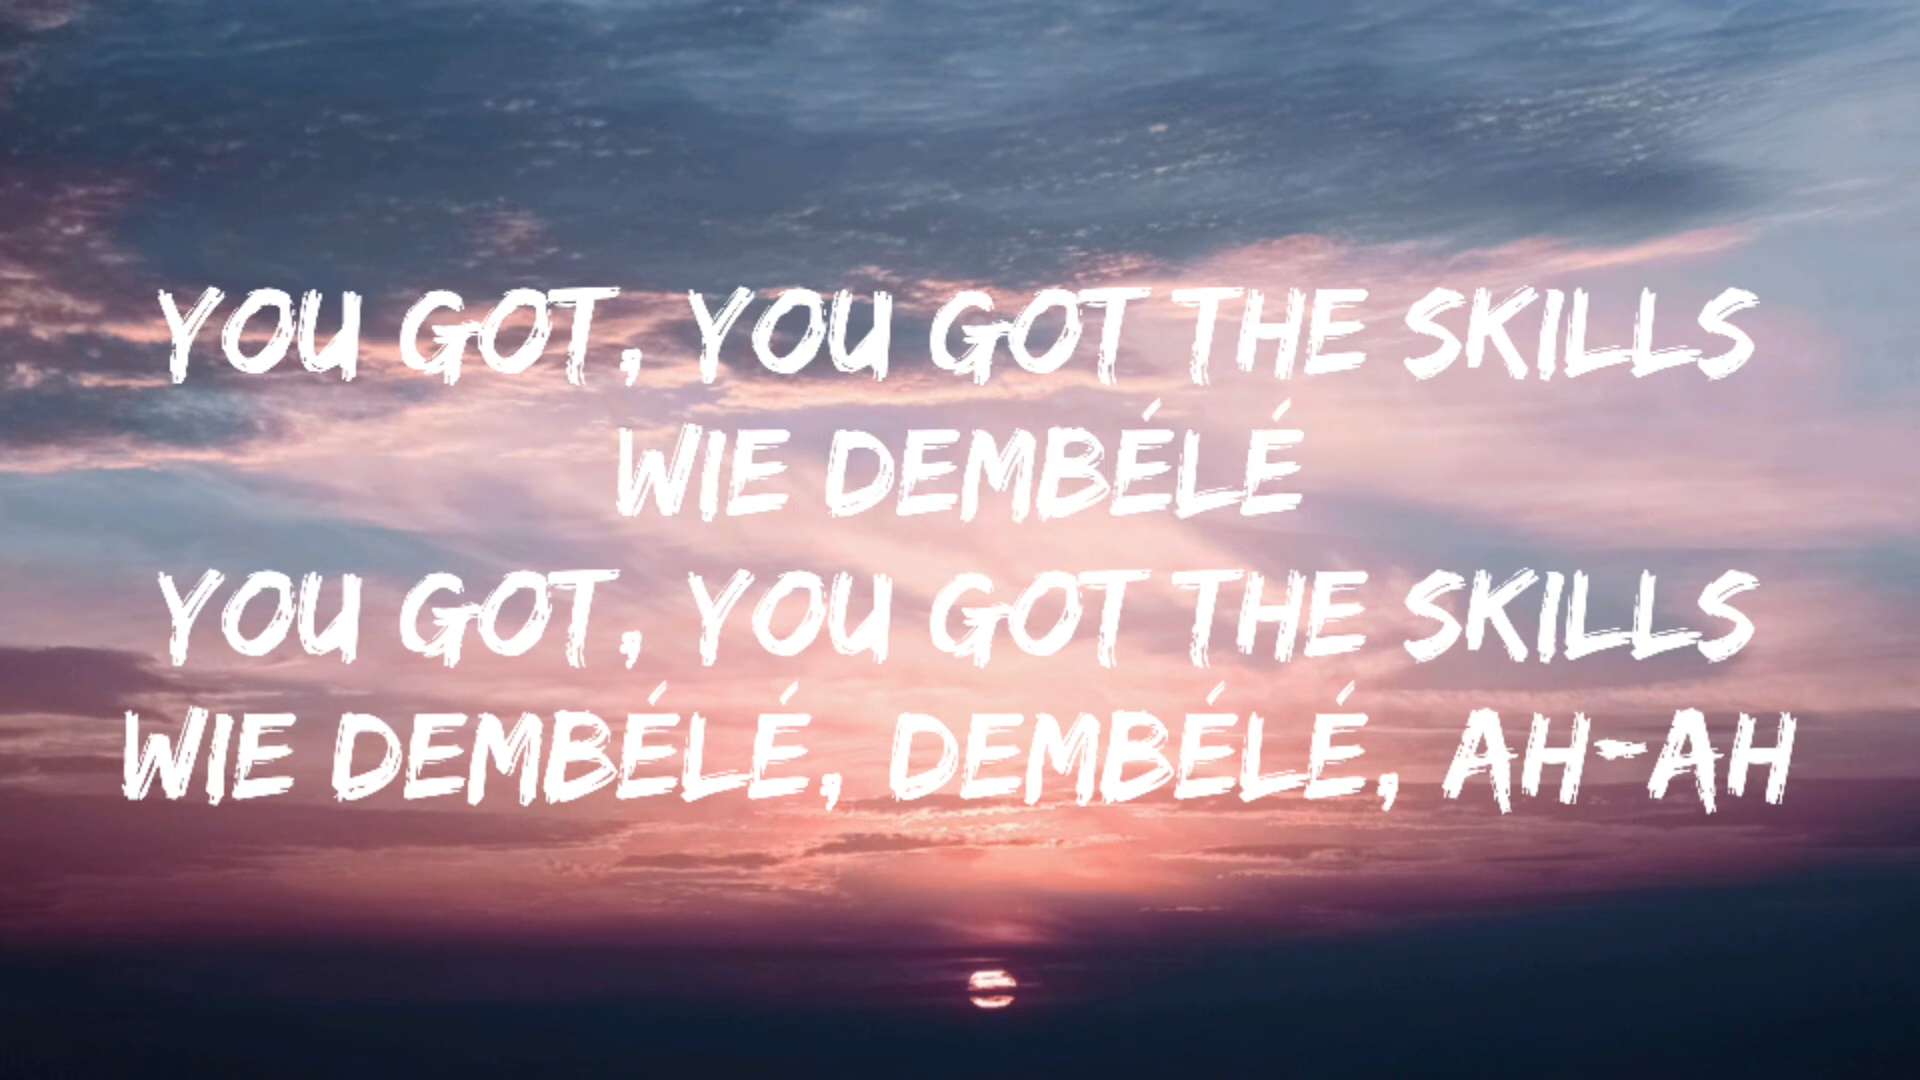 YOU GOT, YOU GOT THE SKILLS
WIE DEMBÉLÉ
YOU GOT, YOU GOT THE SKILLS
WIE DEMBÉLÉ, DEMBÉLÉ, AH-AH